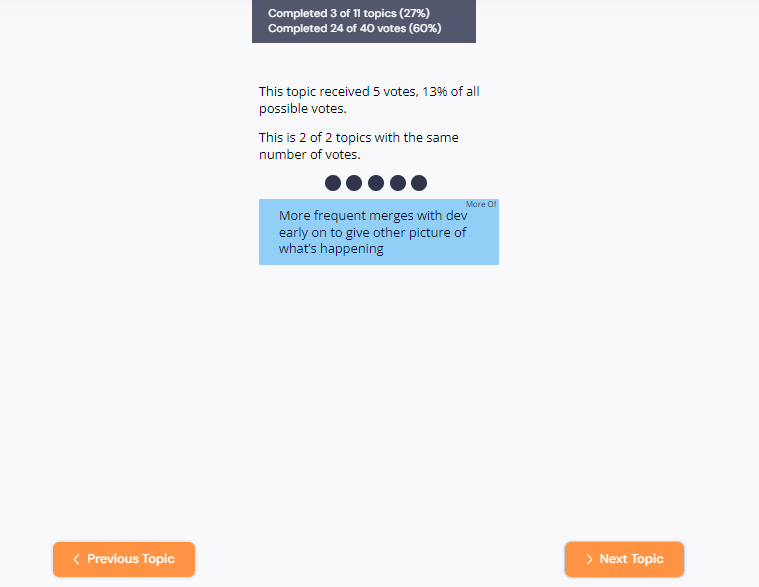 Completed 3 of 11 topics (27%)
Completed 24 of 40 votes (60%)
This topic received 5 votes, 13% of all
possible votes.
This is 2 of 2 topics with the same
number of votes.
More Of
More frequent merges with dev
early on to give other picture of
what's happening
Previous Topic
Next Topic